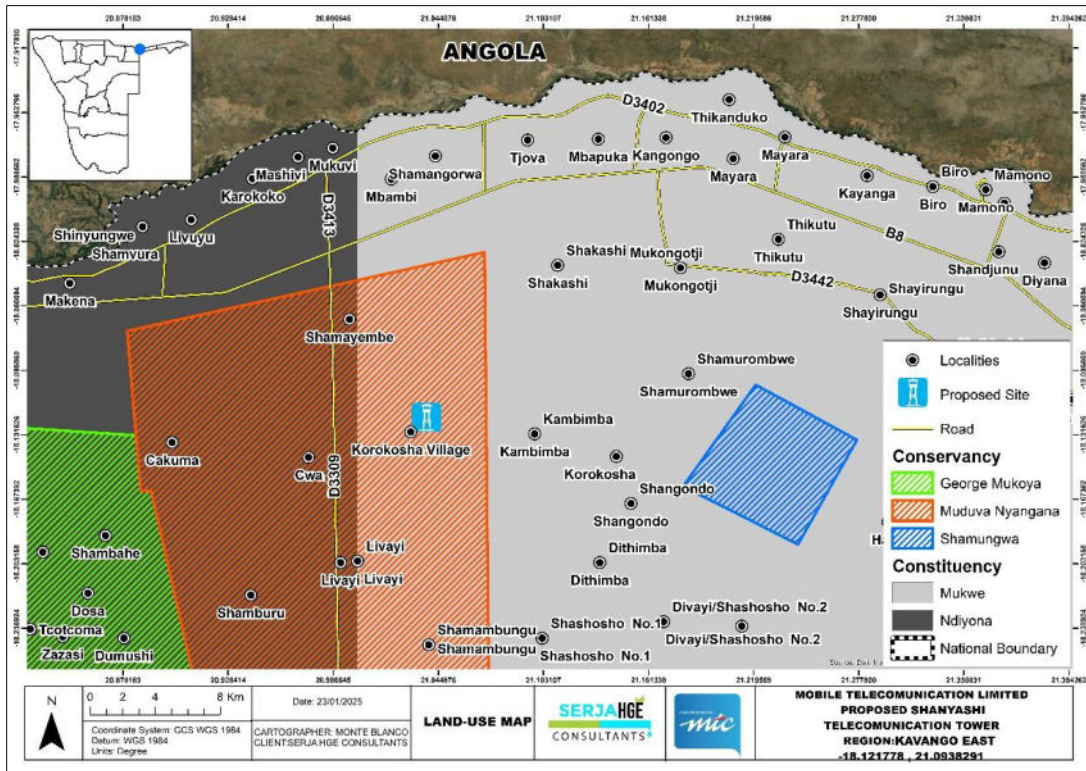 20.870183 20.928414 20.986645 21.044876 21.103107 21.161338 21.219569 21.277800 21.336031 21.394262
ANGOLA
D3402
Thikanduko
Mukuvi
Mashivi
Karokoko
Shamangorwa
Mbambi
Tjova
Mbapuka
Kangongo
Mayara
Mayara
Kayanga
Biro
Biro
Mamono
Mamono
D3413
Shinyungwe
Livuyu
Shamvura
Makena
Thikutu
Thikutu
B8
Shakashi
Mukongotji
Shakashi
Mukongotji
D3442
Shandjunu
Diyana
Shayirungu
Shayirungu
Shamayembe
Shamurombwe
Shamurombwe
Korokosha Village
Kambimba
Kambimba
Cakuma
Cwa
D3309
Korokosha
Shangondo
Shangondo
Shambahe
Livayi
Livayi
Livayi
Dithimba
Dithimba
Dosa
Shamburu
Tcotcoma
Zazasi
Dumushi
Shamambungu
Shamambungu
Shashosho No.1
Shashosho No.1
Divayi/Shashosho No.2
Divayi/Shashosho No.2
Localities
Proposed Site
Road
Conservancy
George Mukoya
Muduva Nyangana
Shamungwa
Constituency
Mukwe
Ndiyona
National Boundary
N
0 2 4 8 Km
Coordinate System: GCS WGS 1984
Datum: WGS 1984
Units: Degree
Date: 23/01/2025
CARTOGRAPHER: MONTE BLANCO
CLIENT:SERJA HGE CONSULTANTS
LAND-USE MAP
SERJA HGE
CONSULTANTS
mtc
MOBILE TELECOMUNICATION LIMITED
PROPOSED SHANYASHI
TELECOMUNICATION TOWER
REGION:KAVANGO EAST
-18.121778 , 21.0938291